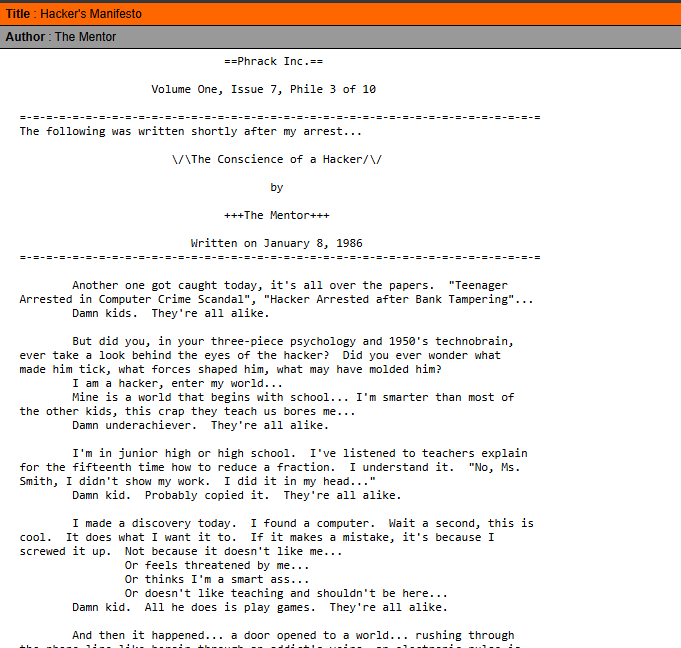 Title : Hacker's Manifesto
Author : The Mentor
==Phrack Inc.==
Volume One, Issue 7, Phile 3 of 10
=-=-=-=-=-=-=-=-=-=-=-=-=-=-=-=-=-=-=-=-=-=-=-=-=-=-=-=-=-=-=-=-=-=-=-=-=-=-=-=
The following was written shortly after my arrest...
\/\The Conscience of a Hacker/\/
by
+++The Mentor+++
Written on January 8, 1986
=-=-=-=-=-=-=-=-=-=-=-=-=-=-=-=-=-=-=-=-=-=-=-=-=-=-=-=-=-=-=-=-=-=-=-=-=-=-=-=
Another one got caught today, it's all over the papers.  "Teenager
Arrested in Computer Crime Scandal", "Hacker Arrested after Bank Tampering"...
Damn kids.  They're all alike.
But did you, in your three-piece psychology and 1950's technobrain,
ever take a look behind the eyes of the hacker?  Did you ever wonder what
made him tick, what forces shaped him, what may have molded him?
I am a hacker, enter my world...
Mine is a world that begins with school... I'm smarter than most of
the other kids, this crap they teach us bores me...
Damn underachiever.  They're all alike.
I'm in junior high or high school.  I've listened to teachers explain
for the fifteenth time how to reduce a fraction.  I understand it.  "No, Ms.
Smith, I didn't show my work.  I did it in my head..."
Damn kid.  Probably copied it.  They're all alike.
I made a discovery today.  I found a computer.  Wait a second, this is
cool.  It does what I want it to.  If it makes a mistake, it's because I
screwed it up.  Not because it doesn't like me...
Or feels threatened by me...
Or thinks I'm a smart ass...
Or doesn't like teaching and shouldn't be here...
Damn kid.  All he does is play games.  They're all alike.
And then it happened... a door opened to a world... rushing through